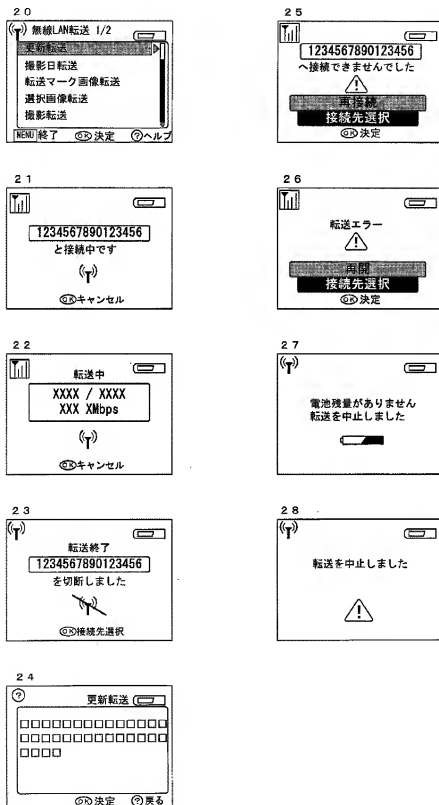 20
無線LAN転送 1/2
更新転送
撮影日転送
転送マーク画像転送
選択画像転送
撮影転送
MENU 終了 OK 決定 ? ヘルプ
21
1234567890123456
と接続中です
OK キャンセル
22
転送中
XXXX / XXXX
XXX XMbps
OK キャンセル
23
転送終了
1234567890123456
を切断しました
OK 接続先選択
24
? 更新転送
□□□□□□□□□□□□□□
□□□□□□□□□□□□□□
□□□□
OK 決定 ? 戻る
25
1234567890123456
へ接続できませんでした
再接続
接続先選択
OK 決定
26
転送エラー
再開
接続先選択
OK 決定
27
電池残量がありません
転送を中止しました
28
転送を中止しました